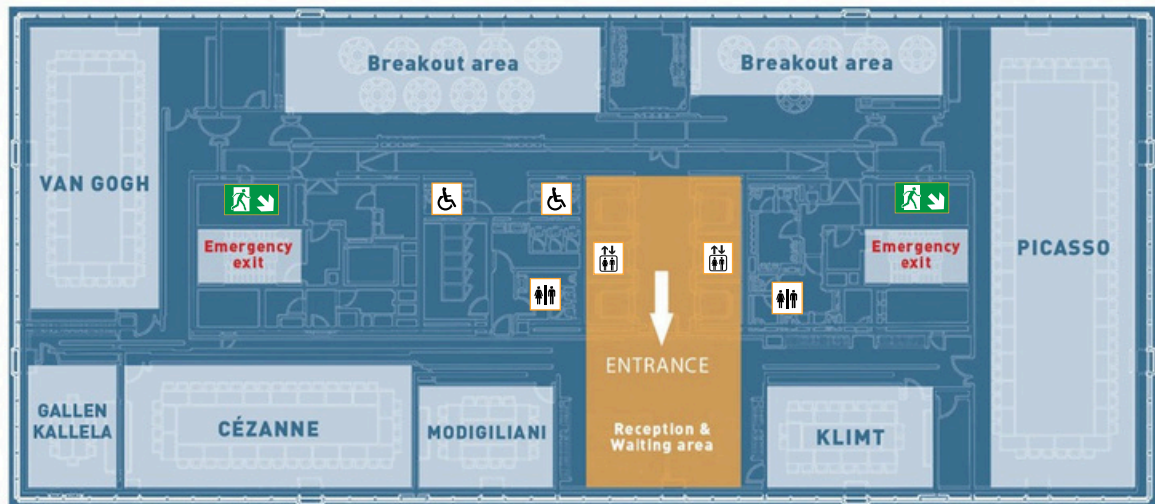 Breakout area
Breakout area
VAN GOGH
Emergency
exit
Emergency
exit
PICASSO
ENTRANCE
GALLEN
KALLELA
CÉZANNE
MODIGILIANI
Reception &
Waiting area
KLIMT